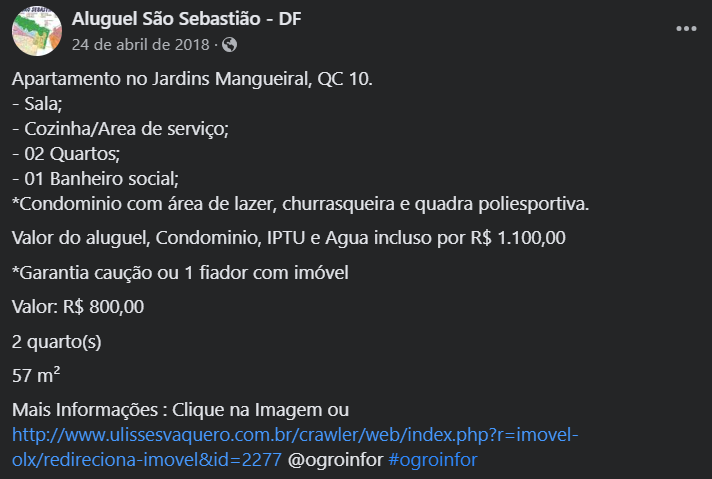 Aluguel São Sebastião - DF
24 de abril de 2018 ·
Apartamento no Jardins Mangueiral, QC 10.
- Sala;
- Cozinha/Area de serviço;
- 02 Quartos;
- 01 Banheiro social;
*Condominio com área de lazer, churrasqueira e quadra poliesportiva.
Valor do aluguel, Condominio, IPTU e Agua incluso por R$ 1.100,00
*Garantia caução ou 1 fiador com imóvel
Valor: R$ 800,00
2 quarto(s)
57 m²
Mais Informações : Clique na Imagem ou
http://www.ulissesvaquero.com.br/crawler/web/index.php?r=imovel-
olx/redireciona-imovel&id=2277 @ogroinfor #ogroinfor